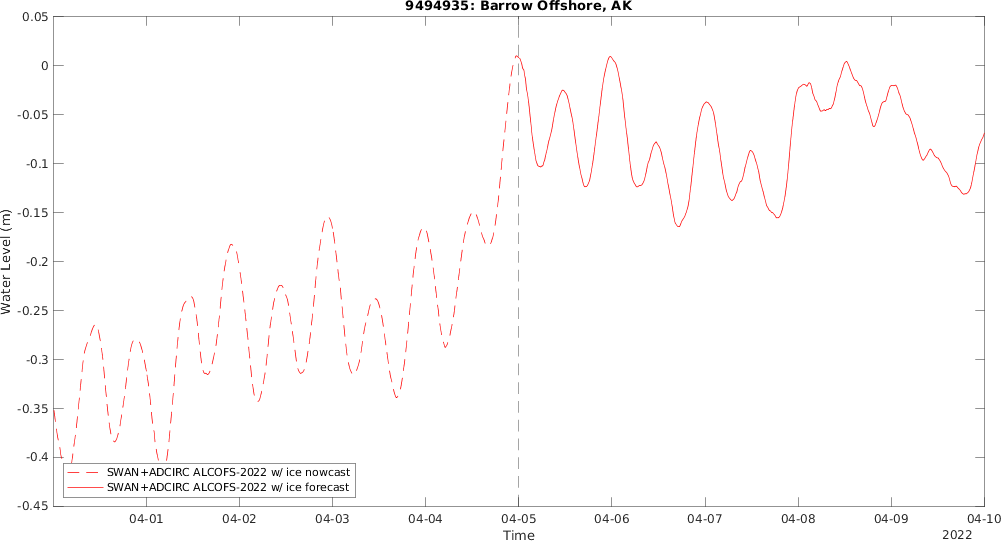 9494935: Barrow Offshore, AK
Water Level (m)
0.05
0
-0.05
-0.1
-0.15
-0.2
-0.25
-0.3
-0.35
-0.4
-0.45
SWAN+ADCIRC ALCOFS-2022 w/ ice nowcast
SWAN+ADCIRC ALCOFS-2022 w/ ice forecast
04-01 04-02 04-03 04-04 04-05 04-06 04-07 04-08 04-09 04-10
Time
2022